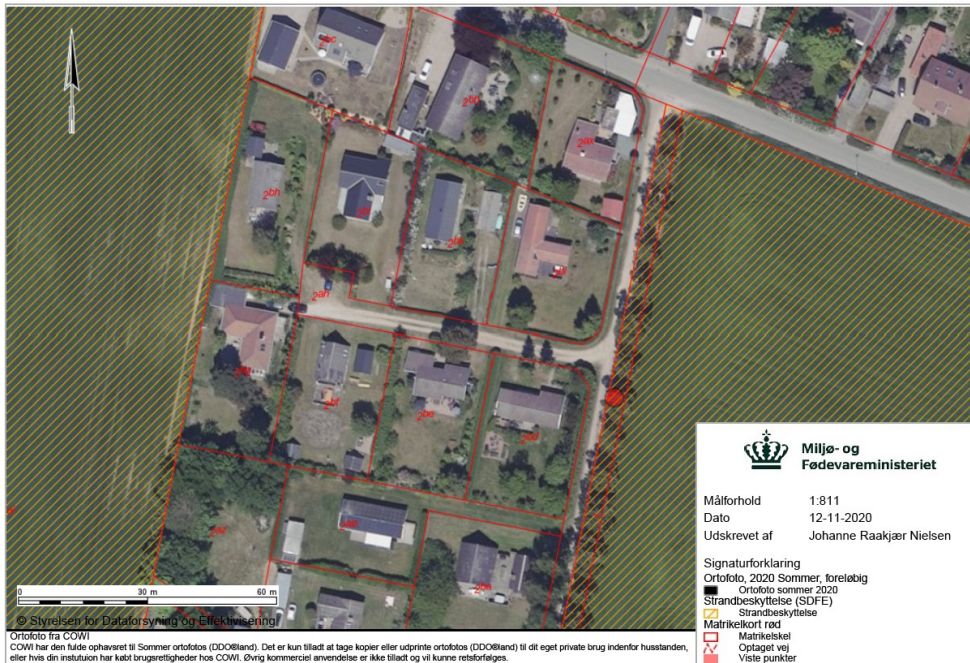 2bc
2bh
2ax
2ah
2bg
2bf
2be
2bd
0 30 m 60 m
© Styrelsen for Dataforsyning og Effektivisering
Miljø- og
Fødevareministeriet
Målforhold 1:811
Dato 12-11-2020
Udskrevet af Johanne Raakjær Nielsen
Signaturforklaring
Ortofoto, 2020 Sommer, foreløbig
Ortofoto sommer 2020
Strandbeskyttelse (SDFE)
Strandbeskyttelse
Matrikelkort rød
Matrikelskel
Optaget vej
Viste punkter
Ortofoto fra COWI
COWI har den fulde ophavsret til Sommer ortofotos (DDO®land). Det er kun tilladt at tage kopier eller udprinte ortofotos (DDO®land) til dit eget private brug indenfor husstanden,
eller hvis din instutuion har købt brugsrettigheder hos COWI. Øvrig kommerciel anvendelse er ikke tilladt og vil kunne retsforfølges.